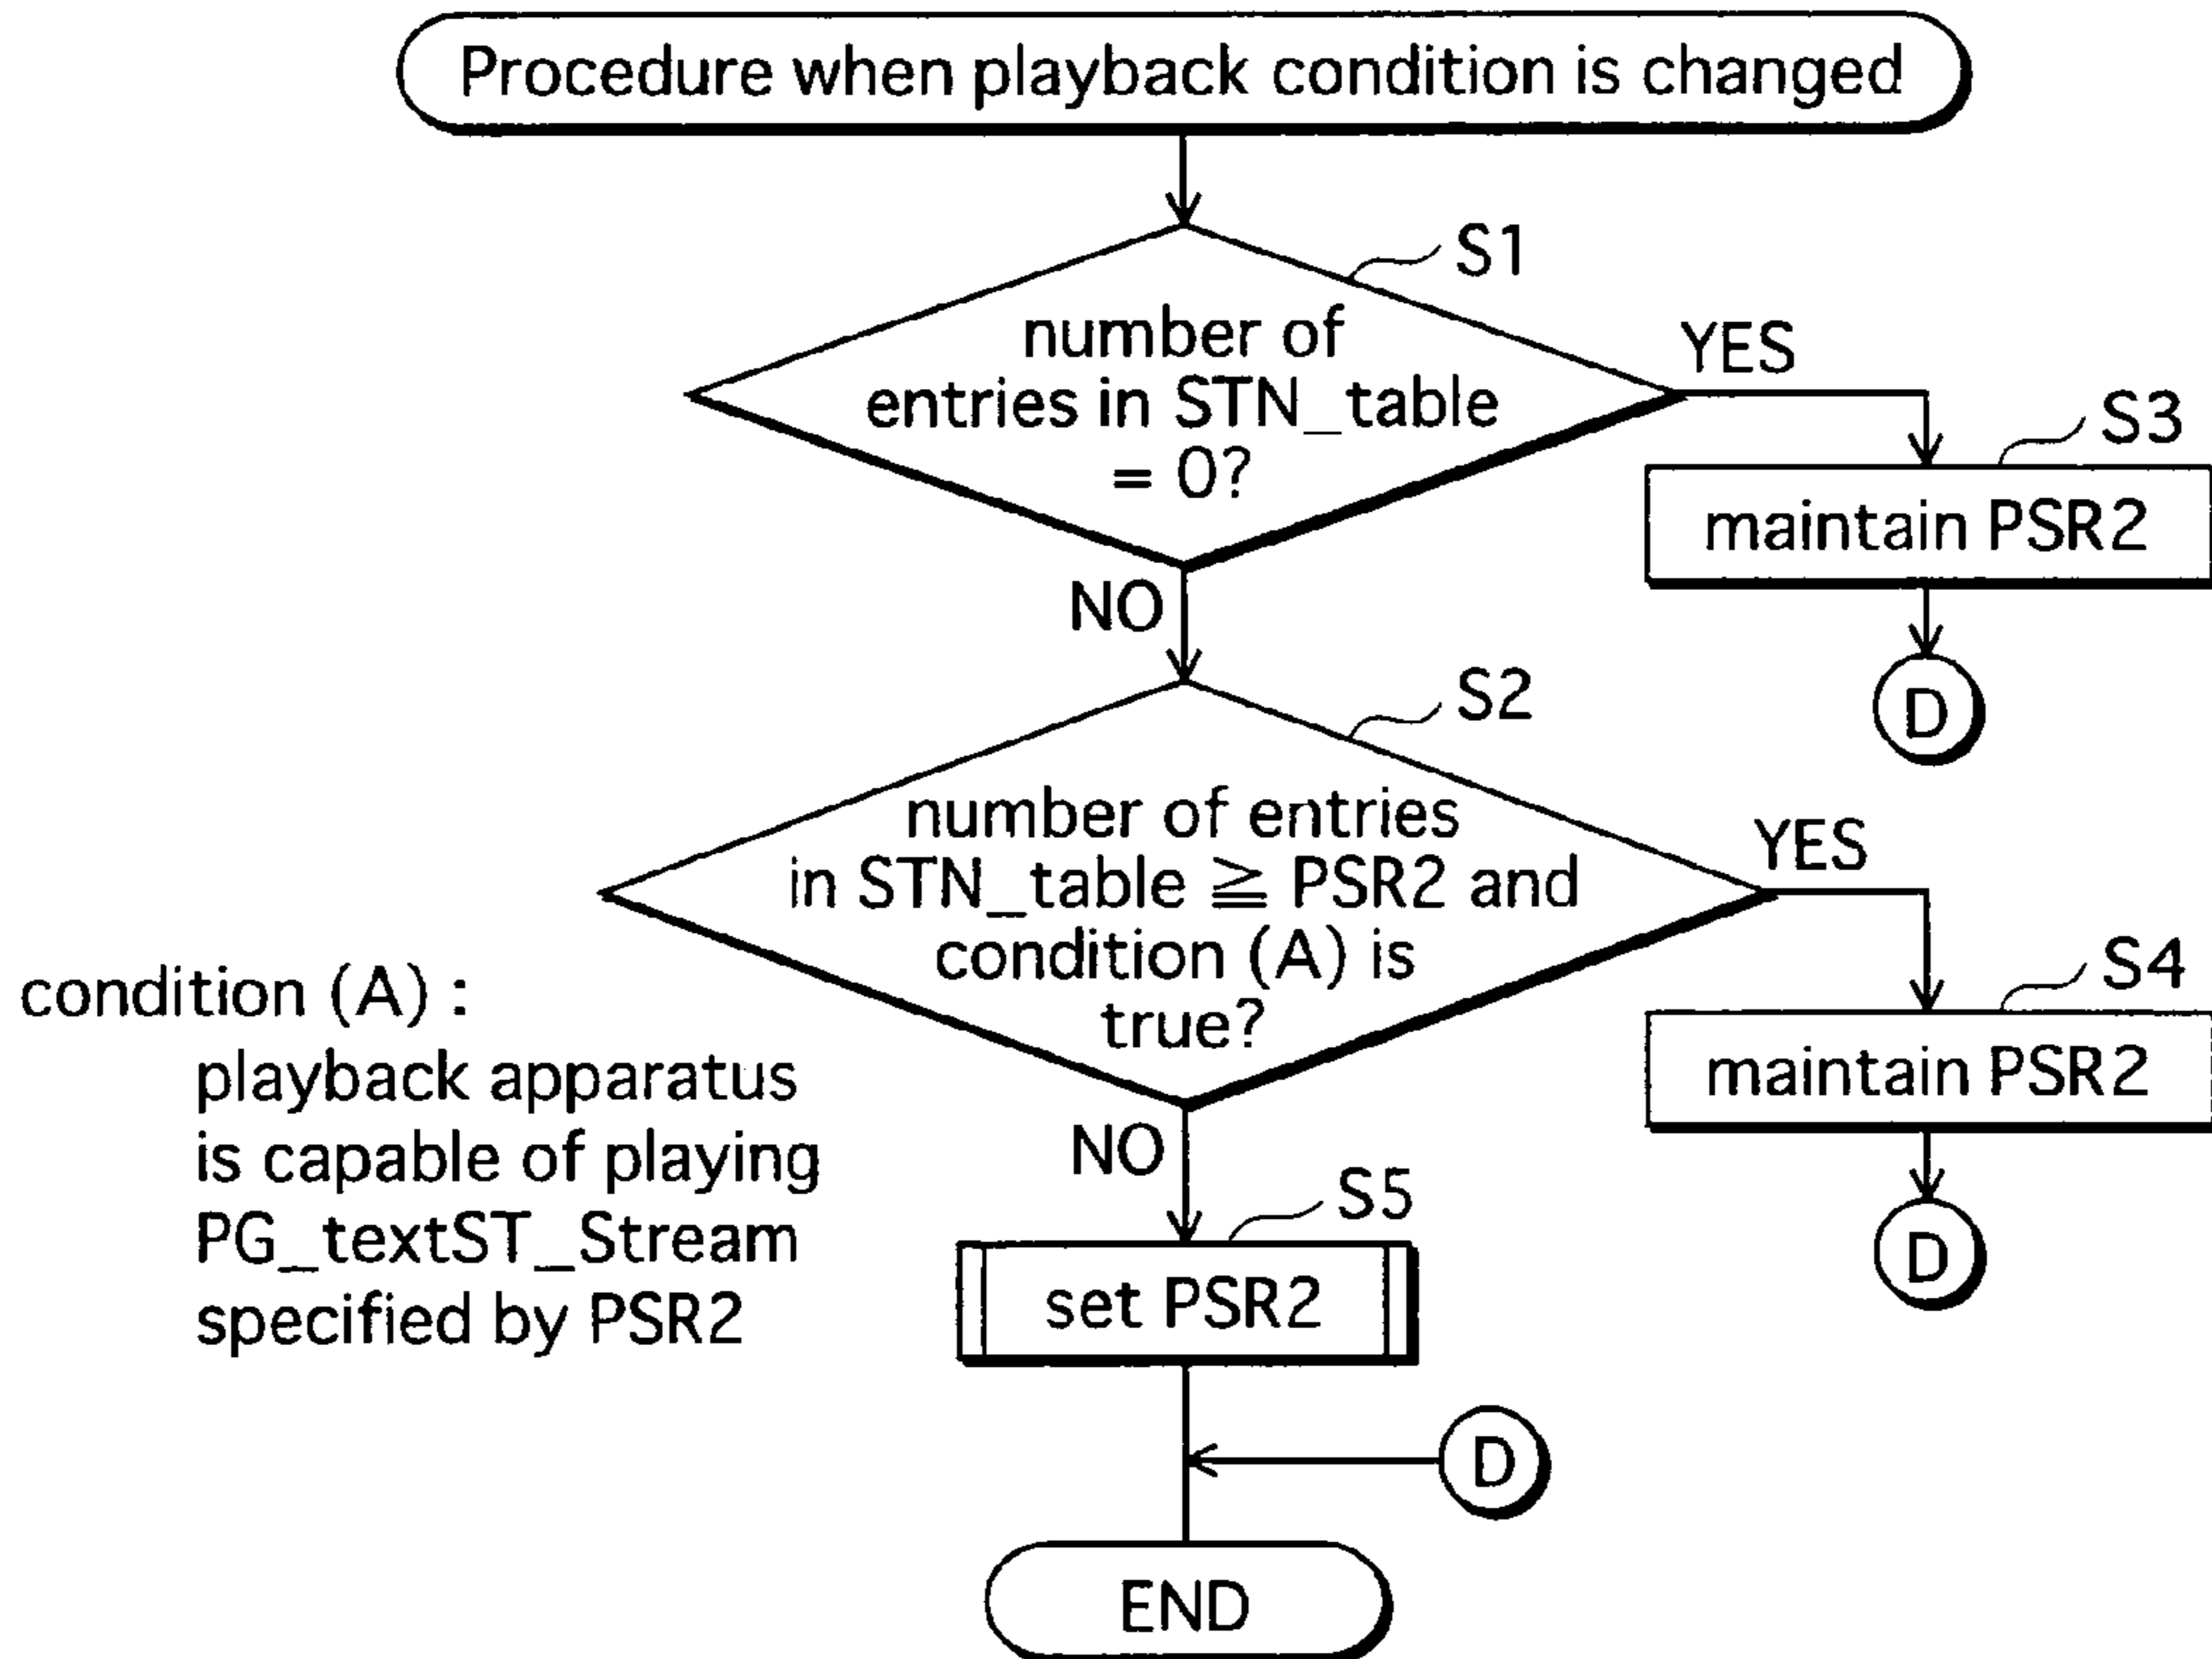 Procedure when playback condition is changed
S1
number of
entries in STN_table
= 0?
YES
S3
maintain PSR2
D
NO
S2
number of entries
in STN_table ≧ PSR2 and
condition (A) is
true?
YES
S4
maintain PSR2
D
condition (A) :
playback apparatus
is capable of playing
PG_textST_Stream
specified by PSR2
NO
S5
set PSR2
D
END